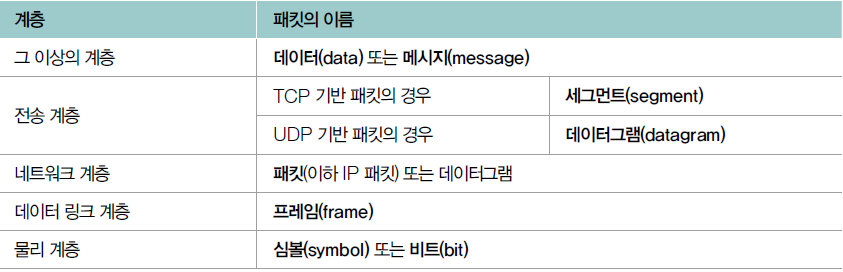 계층 패킷의 이름
그 이상의 계층 데이터(data) 또는 메시지(message)
전송 계층 TCP 기반 패킷의 경우 세그먼트(segment)
UDP 기반 패킷의 경우 데이터그램(datagram)
네트워크 계층 패킷(이하 IP 패킷) 또는 데이터그램
데이터 링크 계층 프레임(frame)
물리 계층 심볼(symbol) 또는 비트(bit)